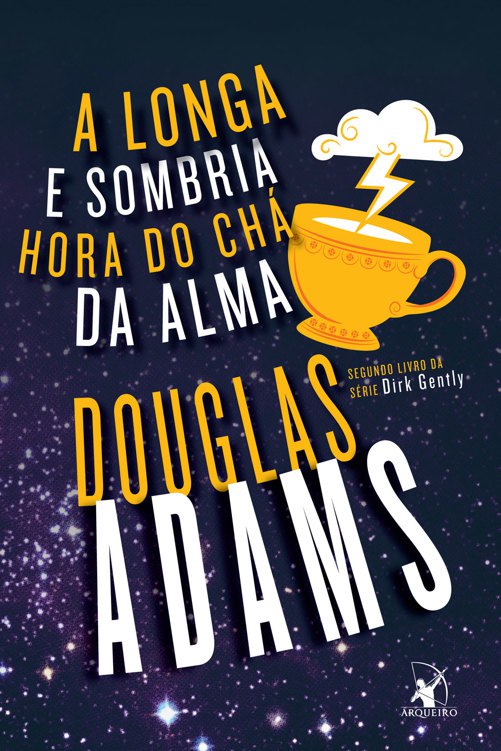 A LONGA
E SOMBRIA
HORA DO CHÁ
DA ALMA
SEGUNDO LIVRO DA
SÉRIE Dirk Gently
DOUGLAS
ADAMS
ARQUEIRO